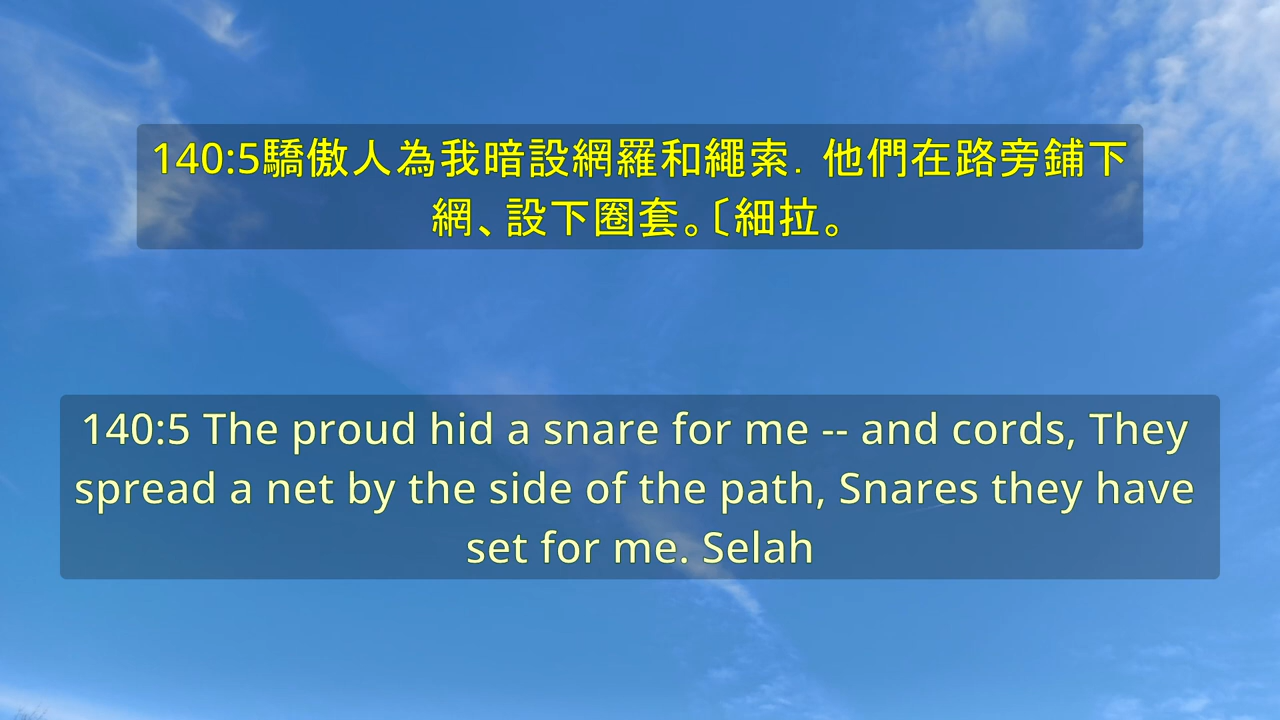 140:5驕傲人為我暗設網羅和繩索．他們在路旁鋪下
網、設下圈套。〔細拉。
140:5 The proud hid a snare for me -- and cords, They
spread a net by the side of the path, Snares they have
set for me. Selah